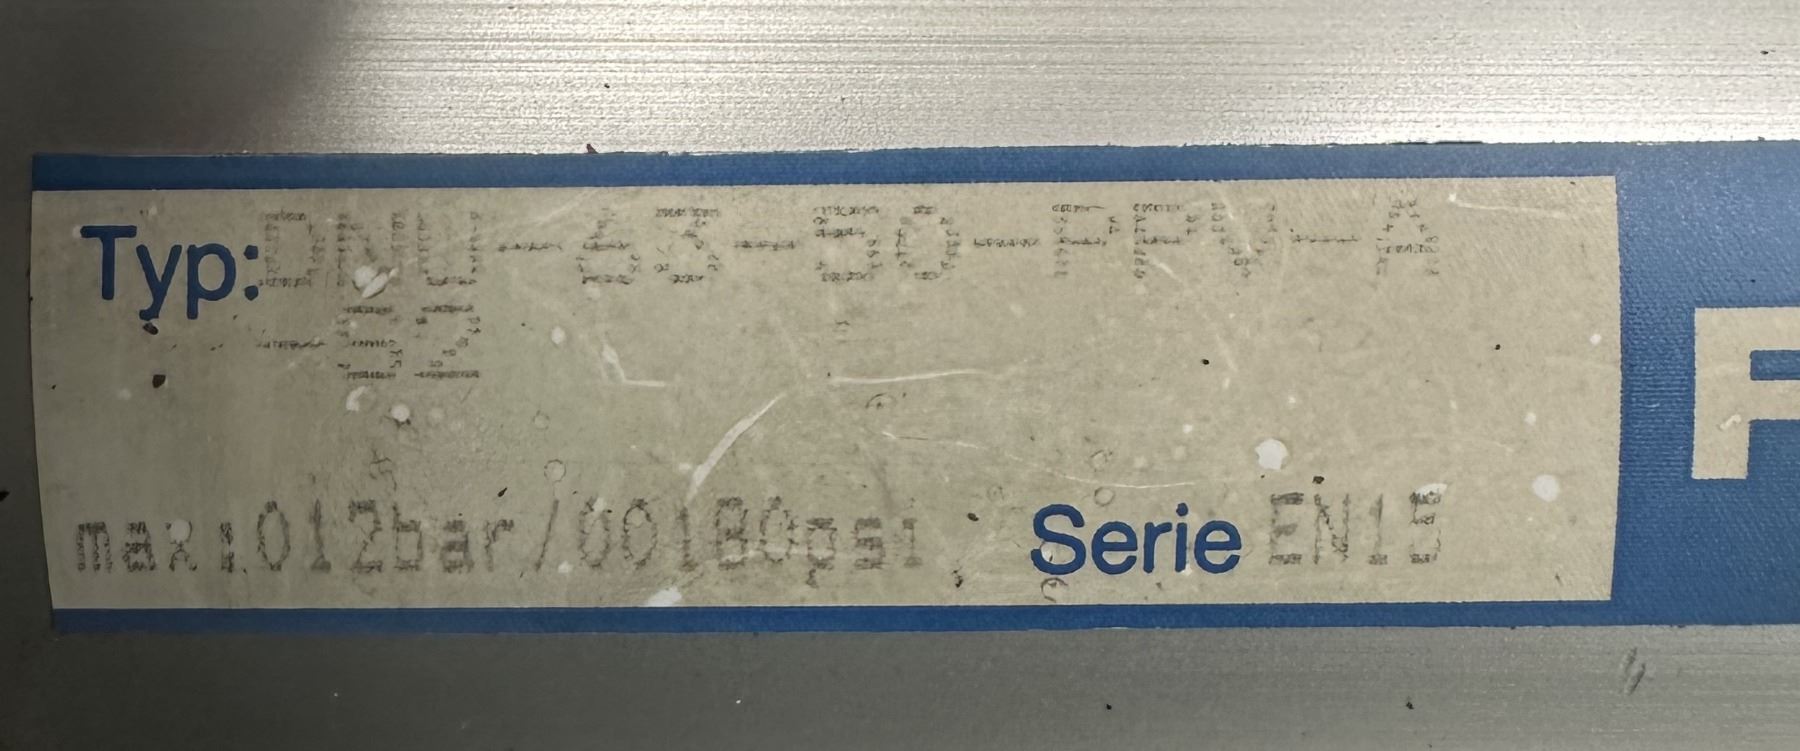 Typ: DNU-63-50-PPV-A
max:012bar/00180psi Serie EN15
F